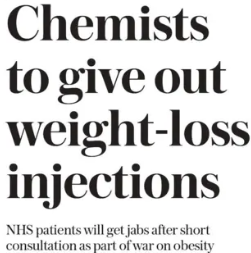 Chemists
to give out
weight-loss
injections
NHS patients will get jabs after short
consultation as part of war on obesity